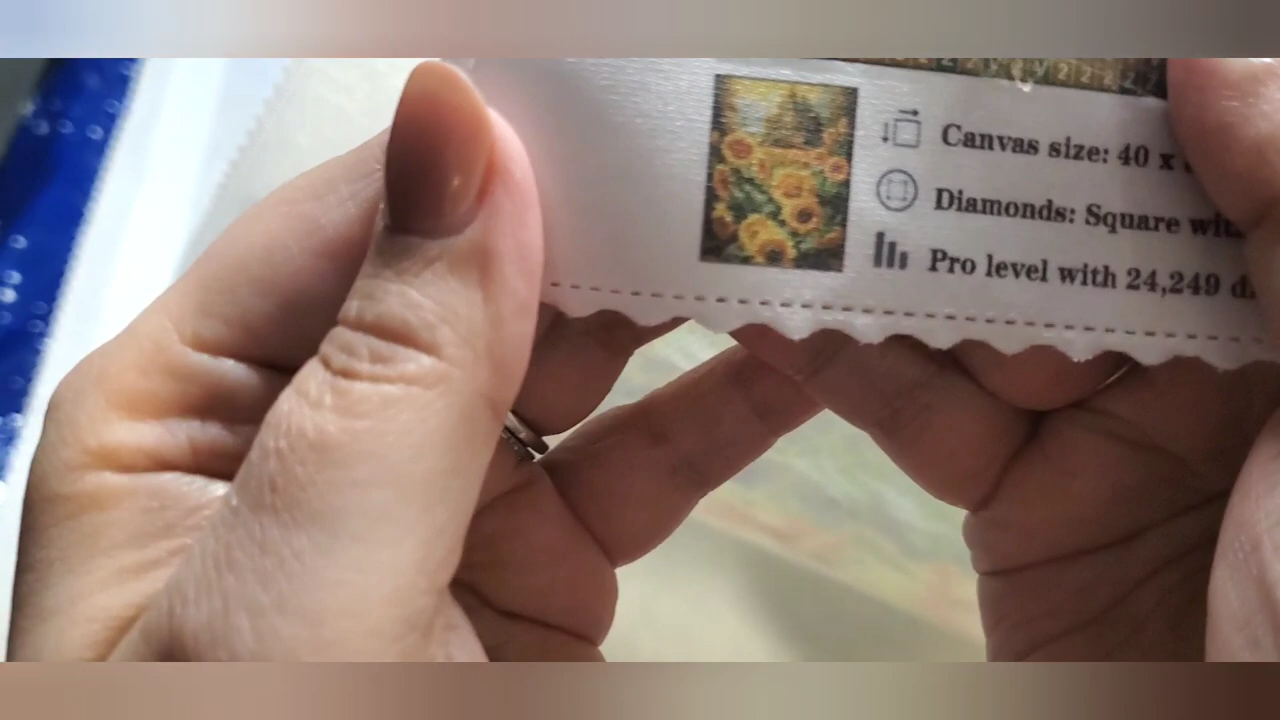 Canvas size: 40 x
Diamonds: Square
Pro level with 24,249